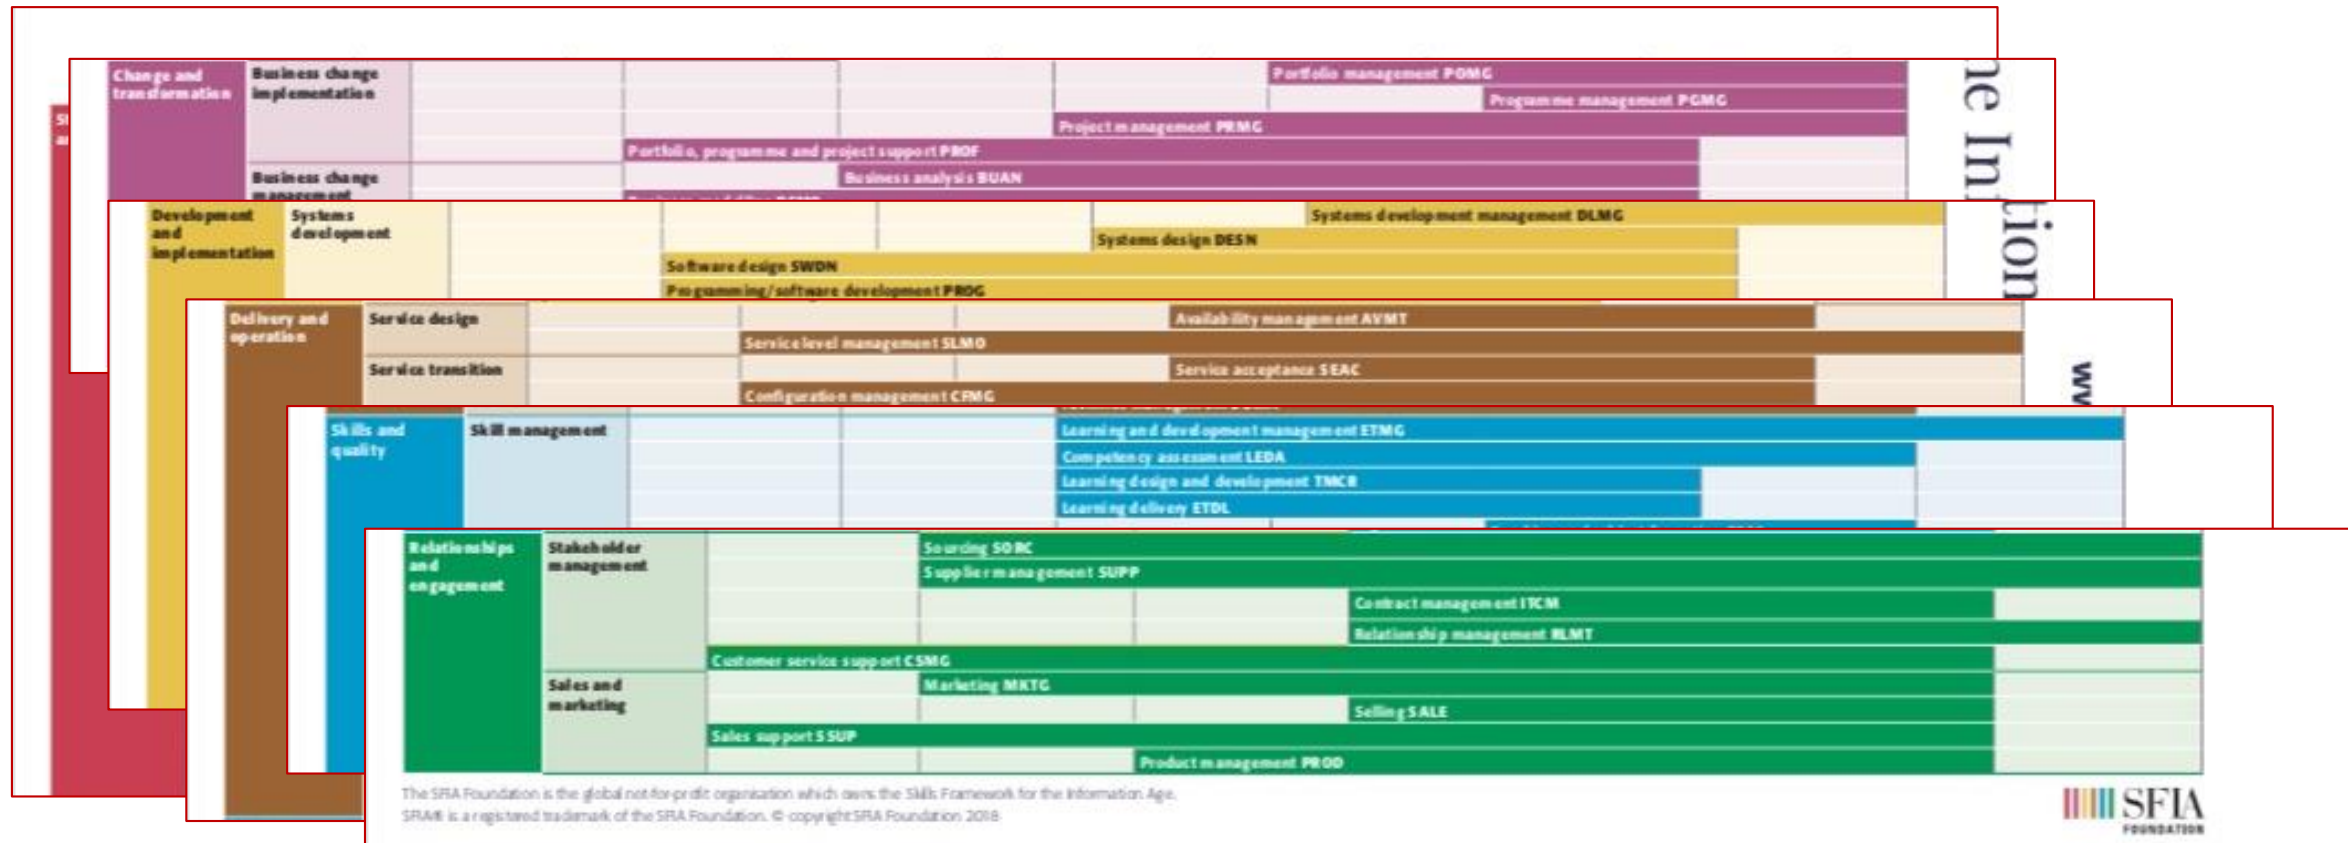 Change and
transformation
Business change
implementation
Portfolio management POMG
Programme management PGMG
Project management PRMG
Portfolio, programme and project support PROF
Business change
management
Business analysis BUAN
Development
and
implementation
Systems
development
Systems development management DLMG
Systems design DESN
Software design SWDN
Programming/software development PROG
Delivery and
operation
Service design
Availability management AVMT
Service level management SLMO
Service transition
Service acceptance SEAC
Configuration management CFMG
Skills and
quality
Skill management
Learning and development management ETMG
Competency assessment LEDA
Learning design and development TMCR
Learning delivery ETDL
Relationships
and
engagement
Stakeholder
management
Sourcing SORC
Supplier management SUPP
Contract management ITCM
Relationship management RLMT
Customer service support CSMG
Sales and
marketing
Marketing MKTG
Selling SALE
Sales support SSUP
Product management PROD
The SFIA Foundation is the global not-for-profit organisation which owns the Skills Framework for the Information Age.
SFIA® is a registered trademark of the SFIA Foundation. © copyright SFIA Foundation 2018
SFIA
FOUNDATION